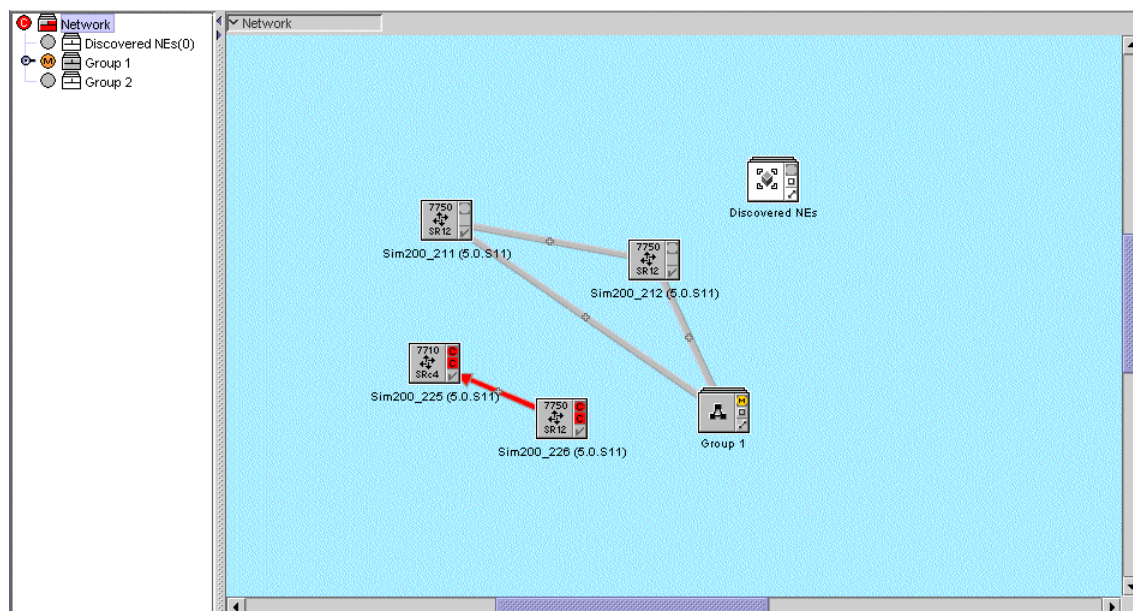 C Network
Discovered NEs(0)
M Group 1
Group 2
Network
Discovered NEs
7750
SR12
Sim200_211 (5.0.S11)
7750
SR12
Sim200_212 (5.0.S11)
7710 C
C
SRc4
Sim200_225 (5.0.S11)
7750 C
C
SR12
Sim200_226 (5.0.S11)
M
Group 1